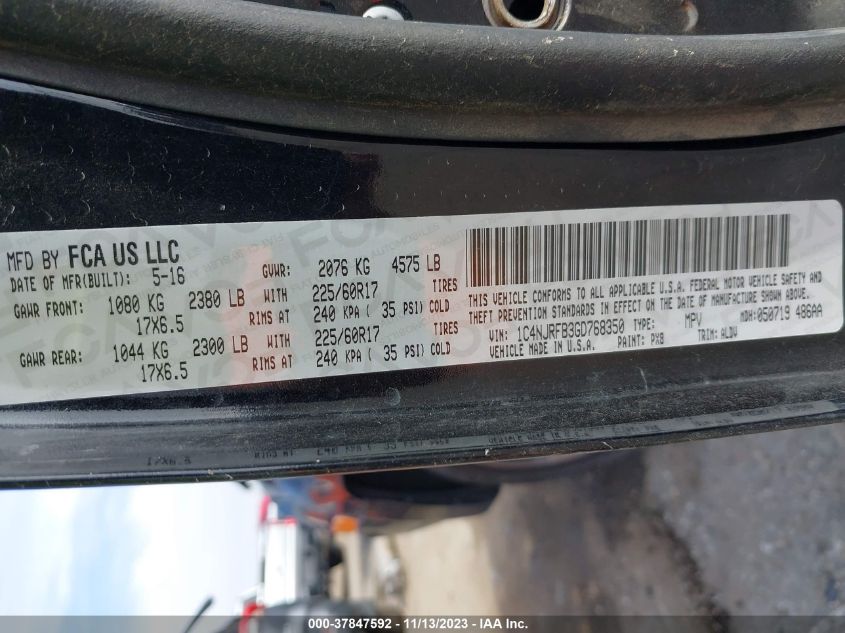 MFD BY FCA US LLC
DATE OF MFR(BUILT): 5-16 GVWR: 2076 KG 4575 LB
GAWR FRONT: 1080 KG 2380 LB WITH 225/60R17 TIRES
17X6.5 RIMS AT 240 KPA ( 35 PSI) COLD
GAWR REAR: 1044 KG 2300 LB WITH 225/60R17 TIRES
17X6.5 RIMS AT 240 KPA ( 35 PSI) COLD
THIS VEHICLE CONFORMS TO ALL APPLICABLE U.S.A. FEDERAL MOTOR VEHICLE SAFETY AND
THEFT PREVENTION STANDARDS IN EFFECT ON THE DATE OF MANUFACTURE SHOWN ABOVE.
VIN: 1C4NJRFB3GD768350 TYPE: MPV MDH: 050719 486AA
VEHICLE MADE IN U.S.A. PAINT: PX8 TRIM: ALDV
000-37847592 - 11/13/2023 - IAA Inc.